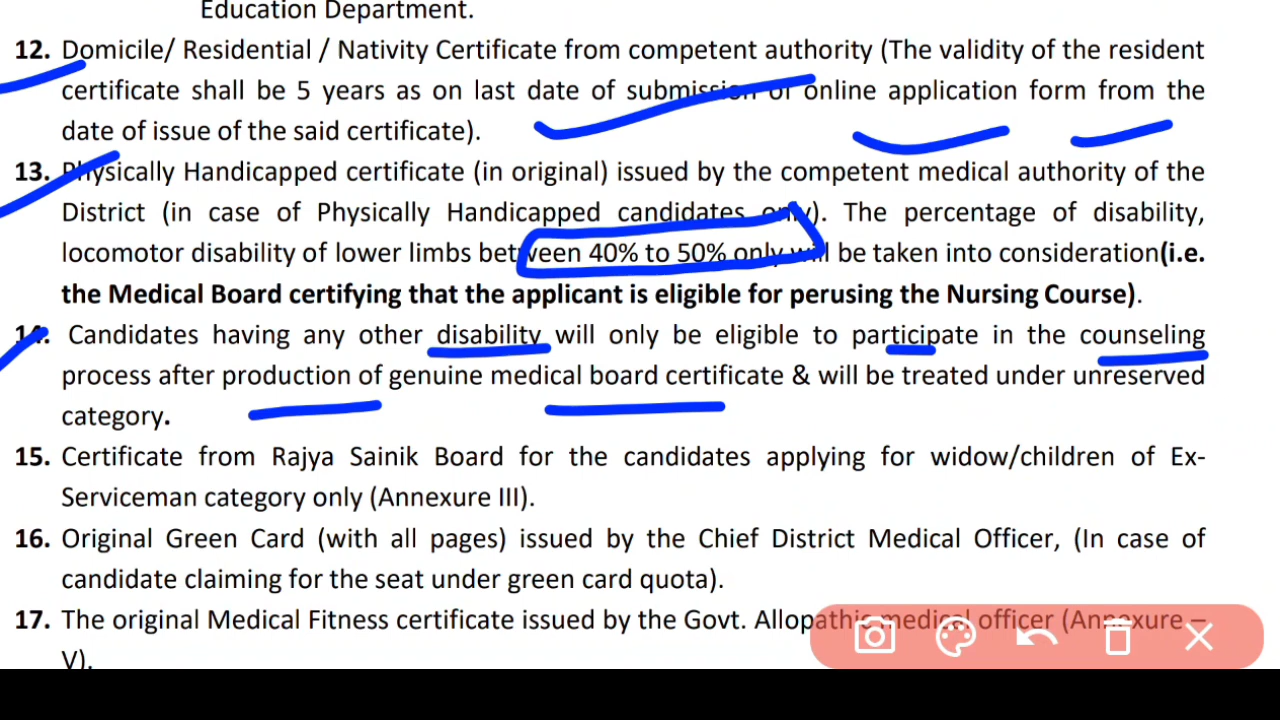 Education Department.
12. Domicile/ Residential / Nativity Certificate from competent authority (The validity of the resident
certificate shall be 5 years as on last date of submission of online application form from the
date of issue of the said certificate).
13. Physically Handicapped certificate (in original) issued by the competent medical authority of the
District (in case of Physically Handicapped candidates only). The percentage of disability,
locomotor disability of lower limbs between 40% to 50% only will be taken into consideration(i.e.
the Medical Board certifying that the applicant is eligible for perusing the Nursing Course).
14. Candidates having any other disability will only be eligible to participate in the counseling
process after production of genuine medical board certificate & will be treated under unreserved
category.
15. Certificate from Rajya Sainik Board for the candidates applying for widow/children of Ex-
Serviceman category only (Annexure III).
16. Original Green Card (with all pages) issued by the Chief District Medical Officer, (In case of
candidate claiming for the seat under green card quota).
17. The original Medical Fitness certificate issued by the Govt. Allopathic medical officer (Annexure –
V).